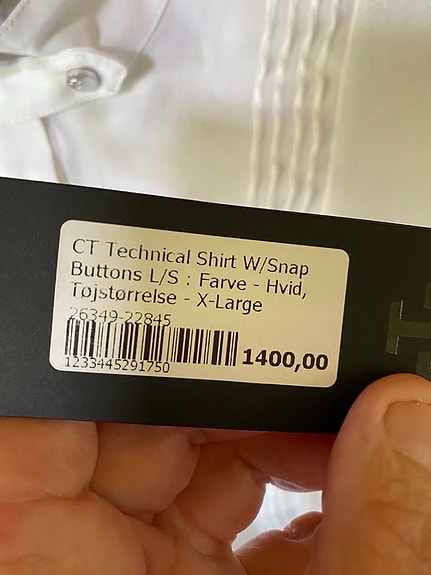 CT Technical Shirt W/Snap
Buttons L/S : Farve - Hvid,
Tøjstørrelse - X-Large
26349-22845
1233445291750
1400,00